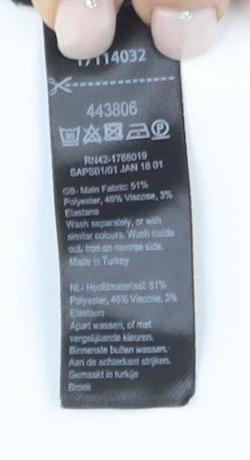 17114032
443806
RN42-1768019
SAPS01/01 JAN 18 01
GB- Main Fabric: 51%
Polyester, 46% Viscose, 3%
Elastane
Wash separately, or with
similar colours. Wash inside
out. Iron on reverse side.
Made in Turkey
NL- Hoofdmateriaal: 51%
Polyester, 46% Viscose, 3%
Elastaan
Apart wassen, of met
vergelijkende kleuren.
Binnenste buiten wassen.
Aan de achterkant strijken.
Gemaakt in turkije
Broek